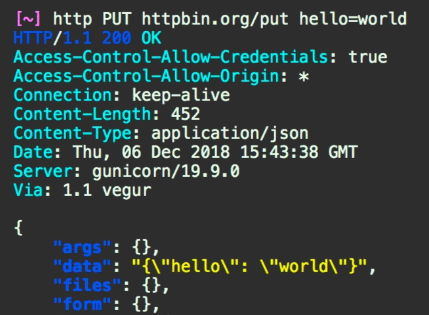 [~] http PUT httpbin.org/put hello=world
HTTP/1.1 200 OK
Access-Control-Allow-Credentials: true
Access-Control-Allow-Origin: *
Connection: keep-alive
Content-Length: 452
Content-Type: application/json
Date: Thu, 06 Dec 2018 15:43:38 GMT
Server: gunicorn/19.9.0
Via: 1.1 vegur

{
    "args": {},
    "data": "{\"hello\": \"world\"}",
    "files": {},
    "form": {},